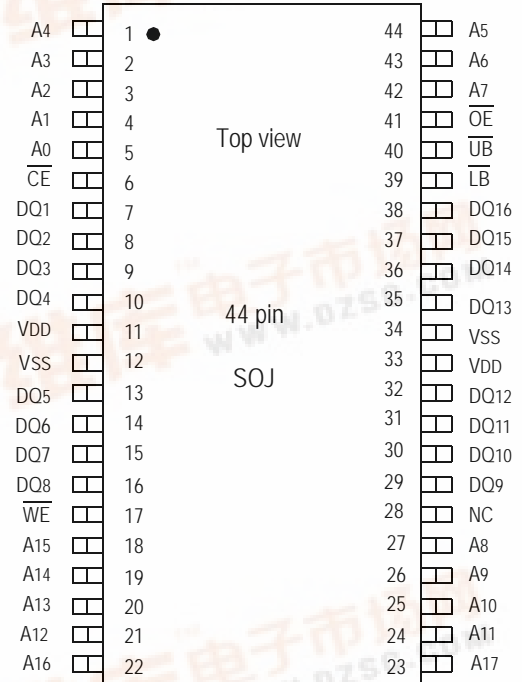 A4 1 44 A5
A3 2 43 A6
A2 3 42 A7
A1 4 41 OE
A0 5 40 UB
CE 6 39 LB
DQ1 7 38 DQ16
DQ2 8 37 DQ15
DQ3 9 36 DQ14
DQ4 10 35 DQ13
VDD 11 34 VSS
VSS 12 33 VDD
DQ5 13 32 DQ12
DQ6 14 31 DQ11
DQ7 15 30 DQ10
DQ8 16 29 DQ9
WE 17 28 NC
A15 18 27 A8
A14 19 26 A9
A13 20 25 A10
A12 21 24 A11
A16 22 23 A17
Top view
44 pin
SOJ